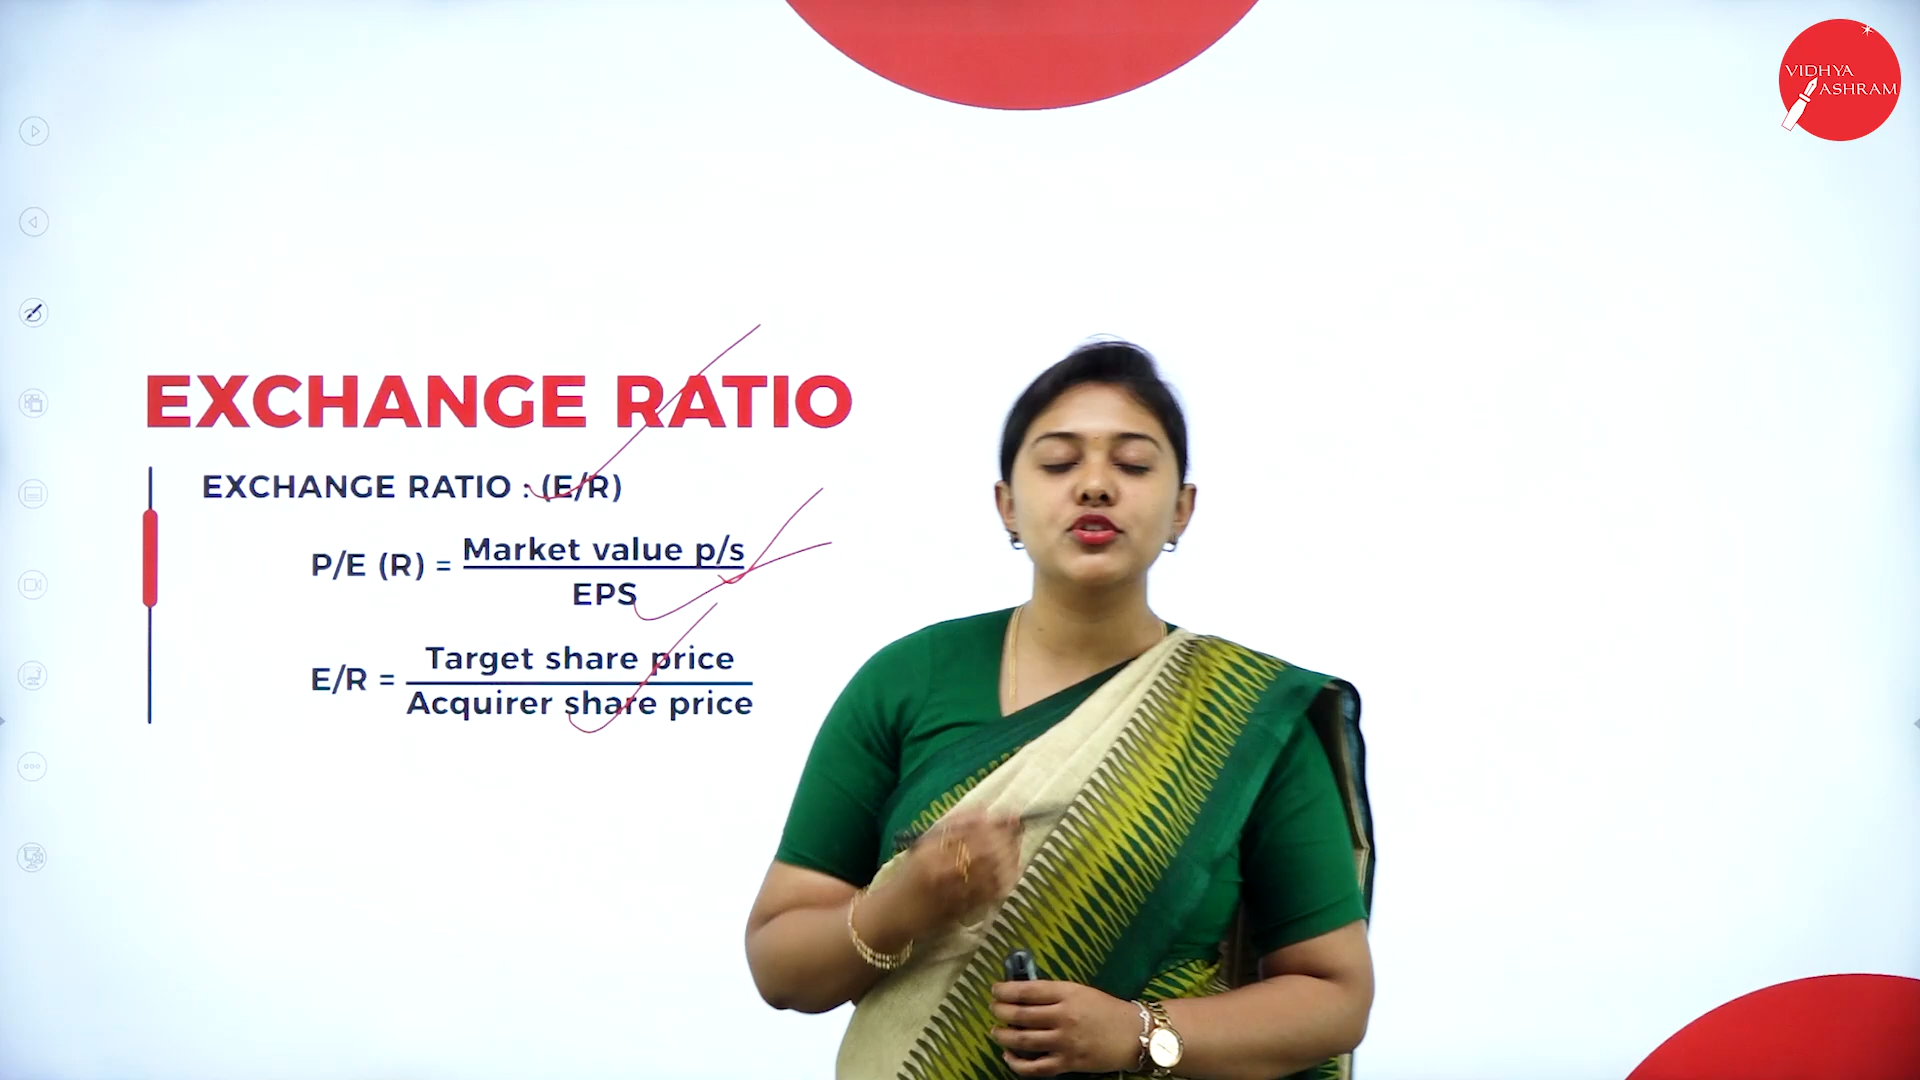 VIDHYA
ASHRAM
EXCHANGE RATIO
EXCHANGE RATIO : (E/R)
P/E (R) = Market value p/s
EPS
E/R = Target share price
Acquirer share price